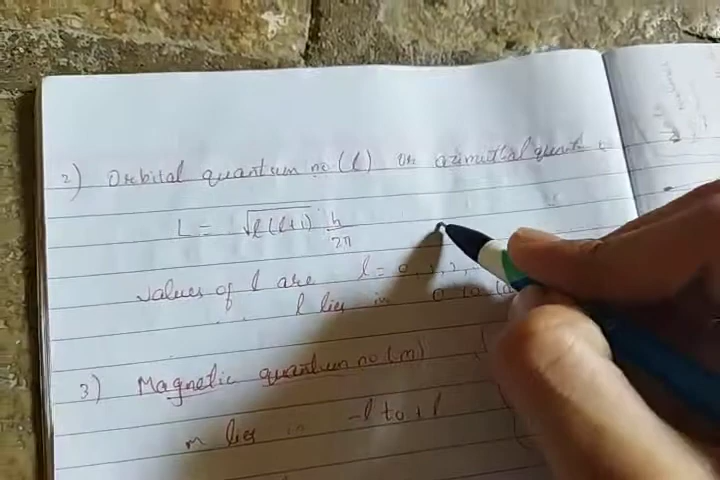 2) Orbital quantum no (l) or azimuthal quant
L = √l(l+1) h/2π
values of l are l = 0, 1, 2,
l lies in 0 to (
3) Magnetic quantum no (m)
m lies in -l to + l